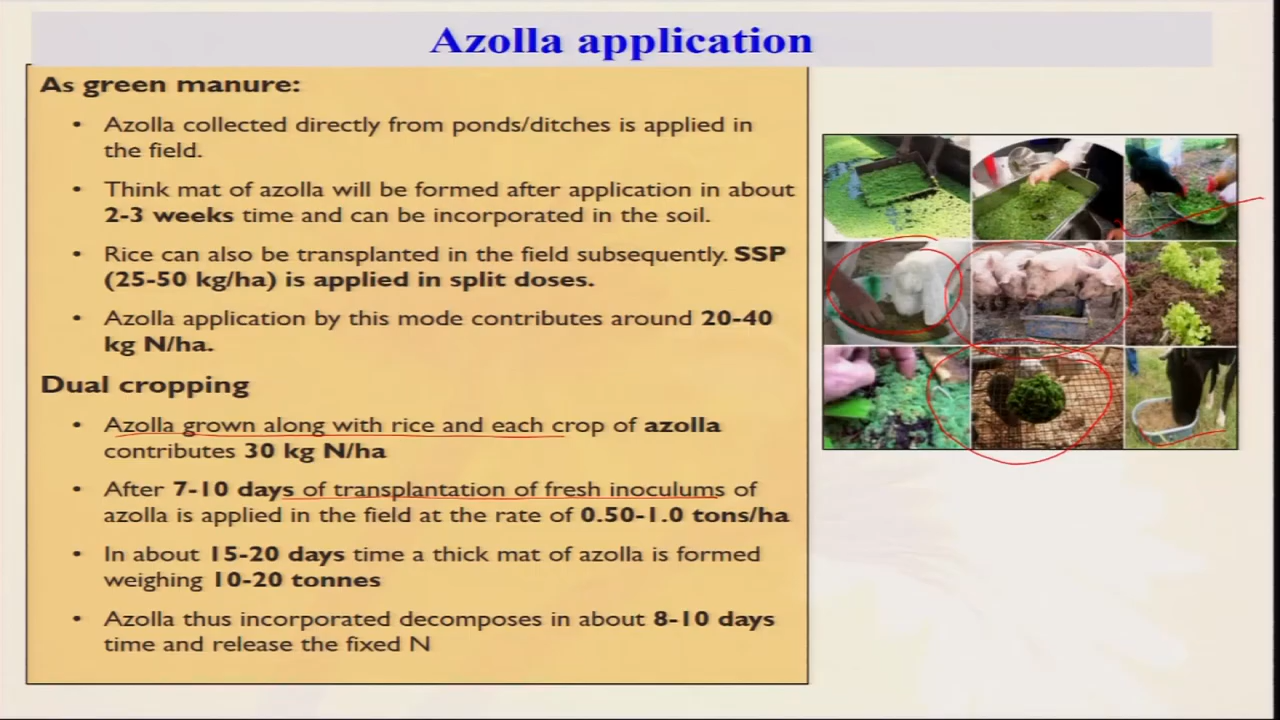 Azolla application
As green manure:
• Azolla collected directly from ponds/ditches is applied in
the field.
• Think mat of azolla will be formed after application in about
2-3 weeks time and can be incorporated in the soil.
• Rice can also be transplanted in the field subsequently. SSP
(25-50 kg/ha) is applied in split doses.
• Azolla application by this mode contributes around 20-40
kg N/ha.
Dual cropping
• Azolla grown along with rice and each crop of azolla
contributes 30 kg N/ha
• After 7-10 days of transplantation of fresh inoculums of
azolla is applied in the field at the rate of 0.50-1.0 tons/ha
• In about 15-20 days time a thick mat of azolla is formed
weighing 10-20 tonnes
• Azolla thus incorporated decomposes in about 8-10 days
time and release the fixed N